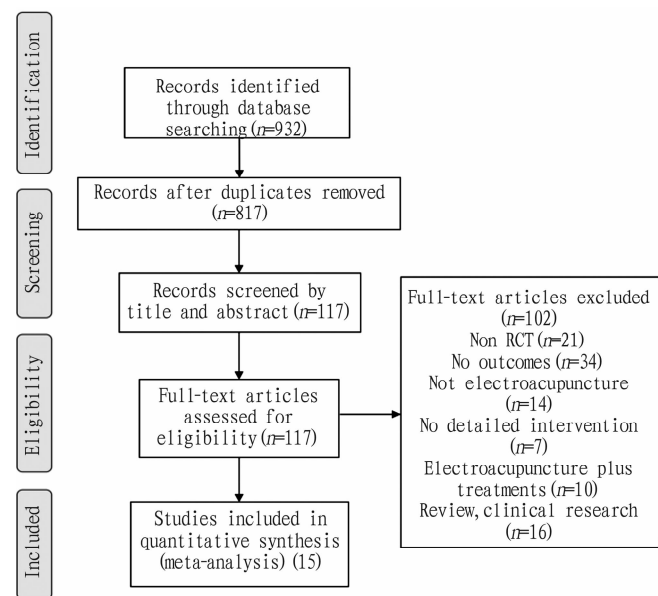 Identification
Records identified
through database
searching(n=932)
Records after duplicates removed
(n=817)
Screening
Records screened by
title and abstract(n=117)
Eligibility
Full-text articles
assessed for
eligibility(n=117)
Full-text articles excluded
(n=102)
Non RCT(n=21)
No outcomes(n=34)
Not electroacupuncture
(n=14)
No detailed intervention
(n=7)
Electroacupuncture plus
treatments(n=10)
Review,clinical research
(n=16)
Included
Studies included in
quantitative synthesis
(meta-analysis)(15)